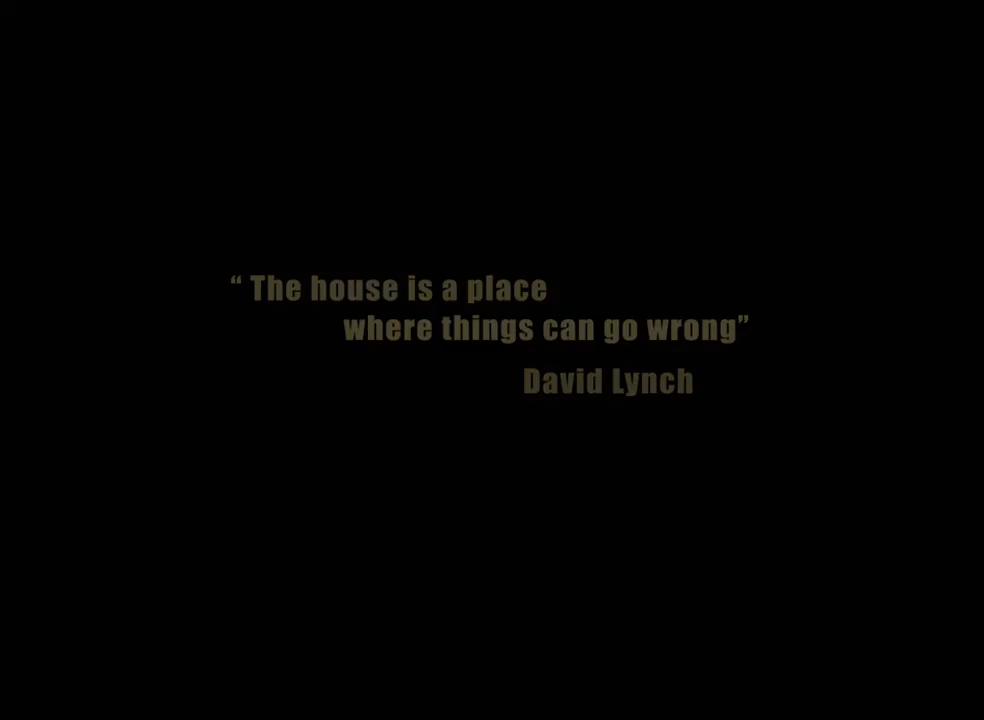 “ The house is a place
where things can go wrong”
David Lynch